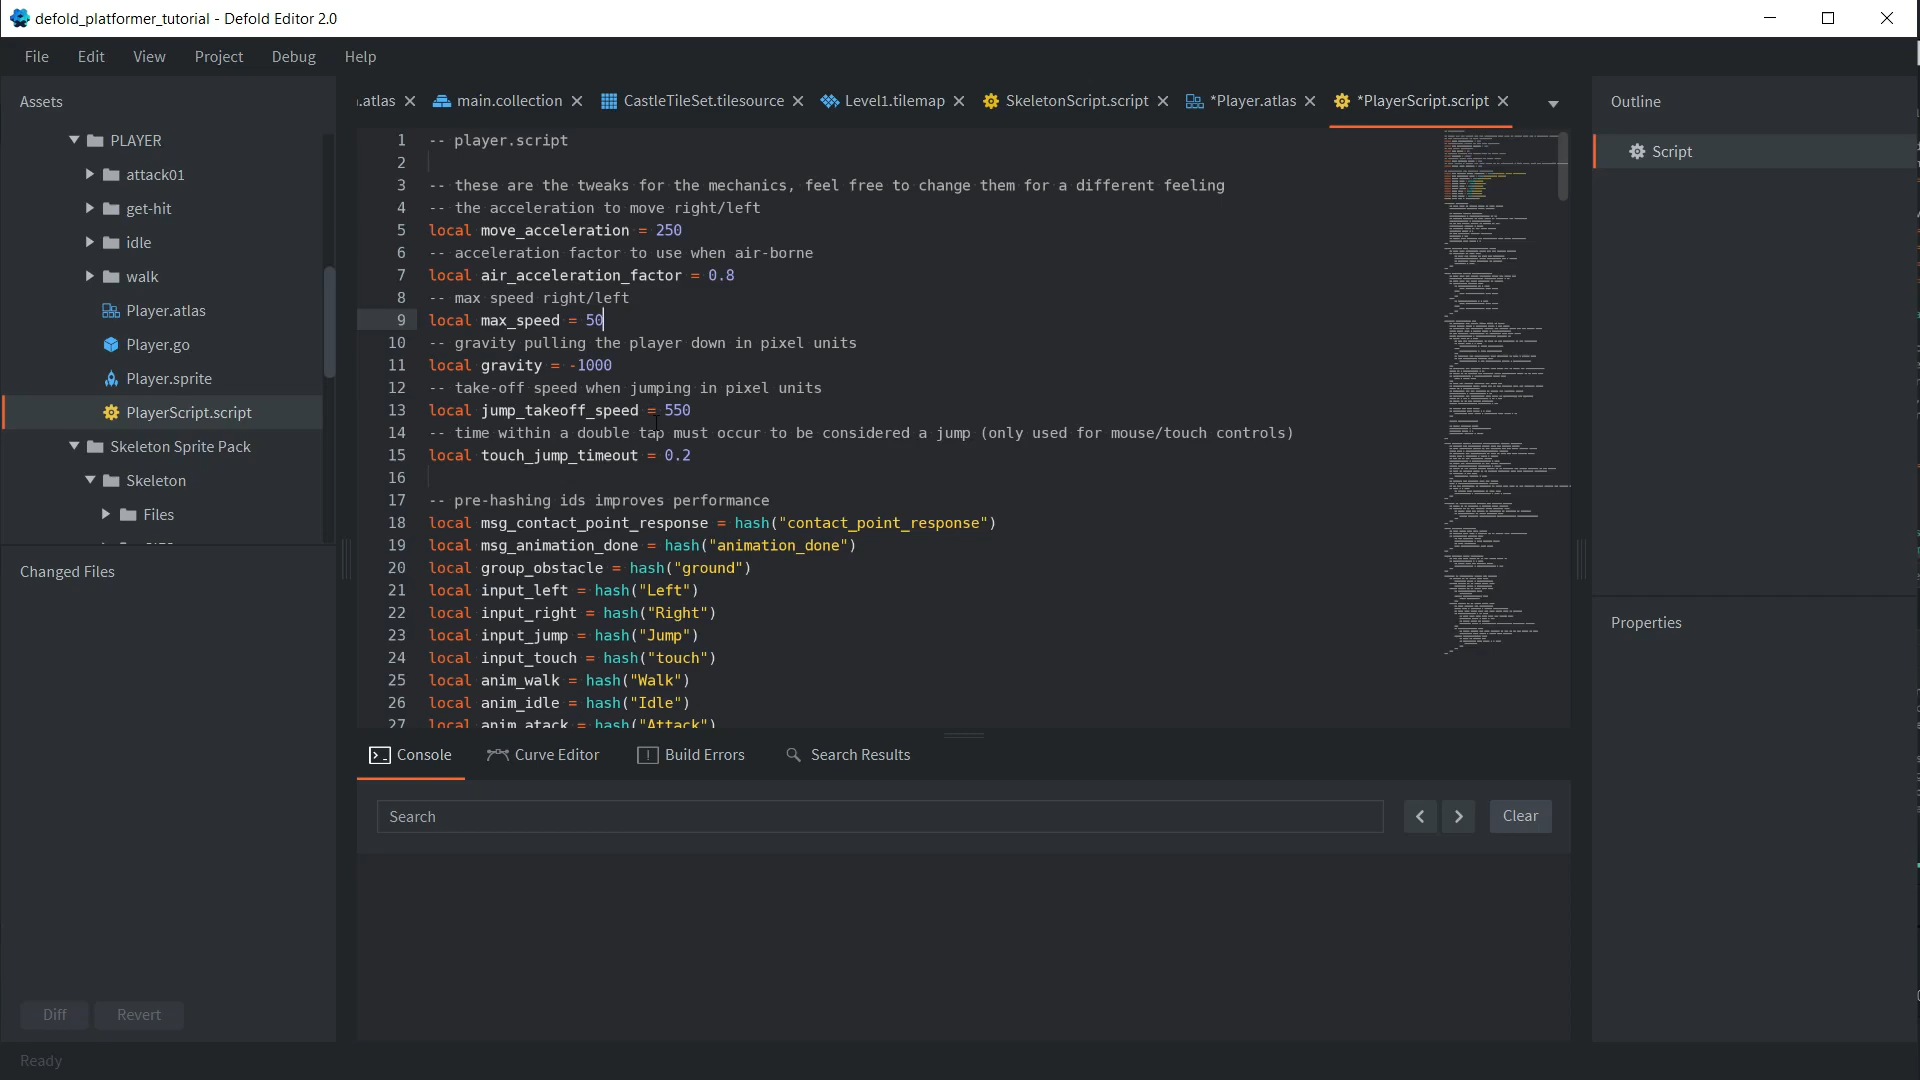 defold_platformer_tutorial - Defold Editor 2.0
File Edit View Project Debug Help
Assets
PLAYER
attack01
get-hit
idle
walk
Player.atlas
Player.go
Player.sprite
PlayerScript.script
Skeleton Sprite Pack
Skeleton
Files
Changed Files
Diff Revert
Ready
.atlas main.collection CastleTileSet.tilesource Level1.tilemap SkeletonScript.script *Player.atlas *PlayerScript.script
1 -- player.script
2
3 -- these are the tweaks for the mechanics, feel free to change them for a different feeling
4 -- the acceleration to move right/left
5 local move_acceleration = 250
6 -- acceleration factor to use when air-borne
7 local air_acceleration_factor = 0.8
8 -- max speed right/left
9 local max_speed = 50
10 -- gravity pulling the player down in pixel units
11 local gravity = -1000
12 -- take-off speed when jumping in pixel units
13 local jump_takeoff_speed = 550
14 -- time within a double tap must occur to be considered a jump (only used for mouse/touch controls)
15 local touch_jump_timeout = 0.2
16
17 -- pre-hashing ids improves performance
18 local msg_contact_point_response = hash("contact_point_response")
19 local msg_animation_done = hash("animation_done")
20 local group_obstacle = hash("ground")
21 local input_left = hash("Left")
22 local input_right = hash("Right")
23 local input_jump = hash("Jump")
24 local input_touch = hash("touch")
25 local anim_walk = hash("Walk")
26 local anim_idle = hash("Idle")
27 local anim_atack = hash("Attack")
Console Curve Editor Build Errors Search Results
Search Clear
Outline
Script
Properties